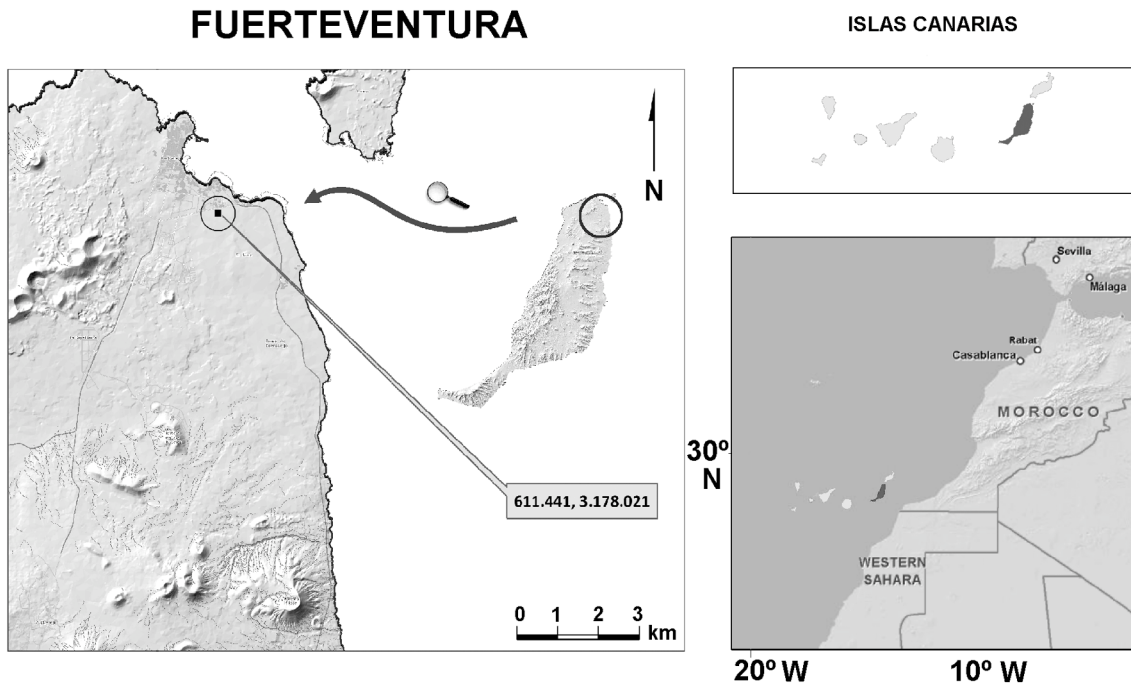 FUERTEVENTURA
ISLAS CANARIAS
N
611.441, 3.178.021
0 1 2 3
km
Sevilla
Málaga
Rabat
Casablanca
MOROCCO
30º
N
WESTERN
SAHARA
20º W
10º W